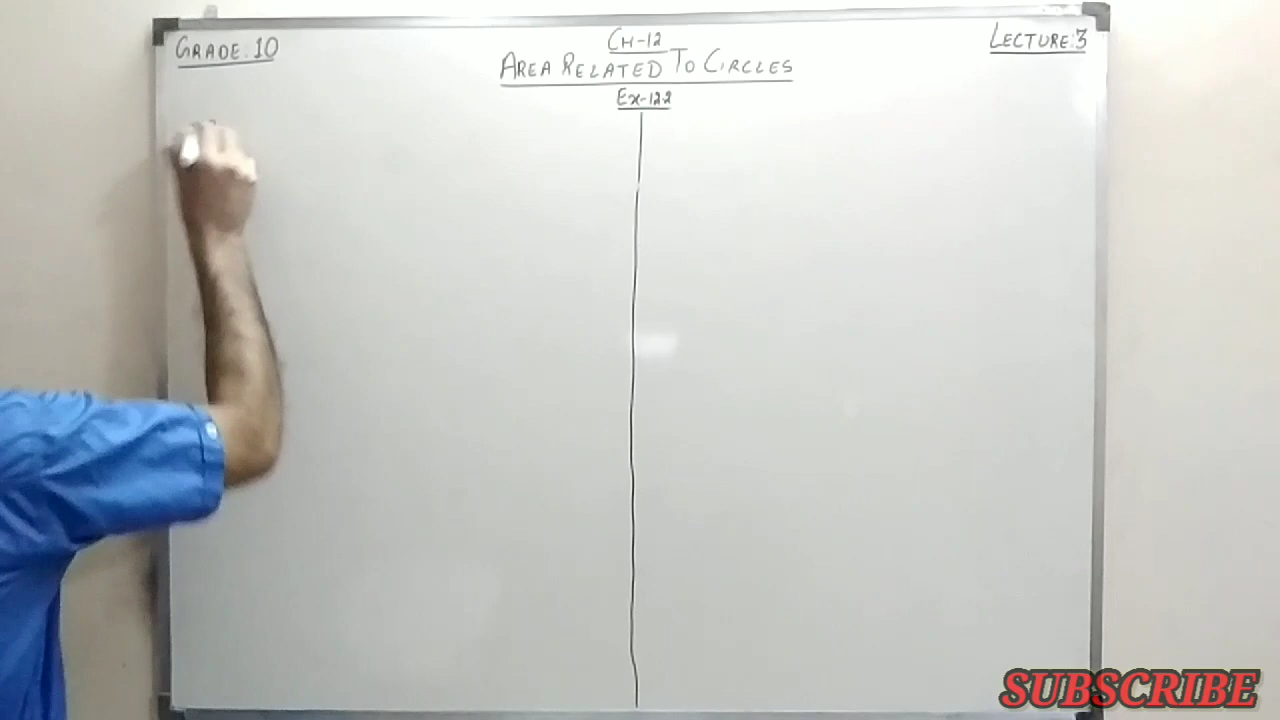 GRADE:10
CH-12
LECTURE:3
AREA RELATED TO CIRCLES
Ex-12.2
SUBSCRIBE